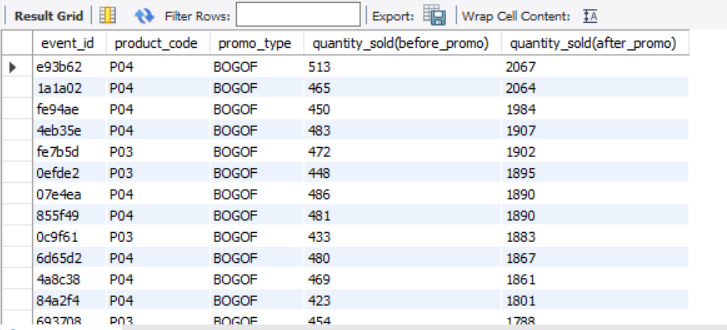 Result Grid Filter Rows: Export: Wrap Cell Content:
event_id product_code promo_type quantity_sold(before_promo) quantity_sold(after_promo)
e93b62 P04 BOGOF 513 2067
1a1a02 P04 BOGOF 465 2064
fe94ae P04 BOGOF 450 1984
4eb35e P04 BOGOF 483 1907
fe7b5d P03 BOGOF 472 1902
0efde2 P03 BOGOF 448 1895
07e4ea P04 BOGOF 486 1890
855f49 P04 BOGOF 481 1890
0c9f61 P03 BOGOF 433 1883
6d65d2 P04 BOGOF 480 1867
4a8c38 P04 BOGOF 469 1861
84a2f4 P04 BOGOF 423 1801
693708 P03 BOGOF 454 1788